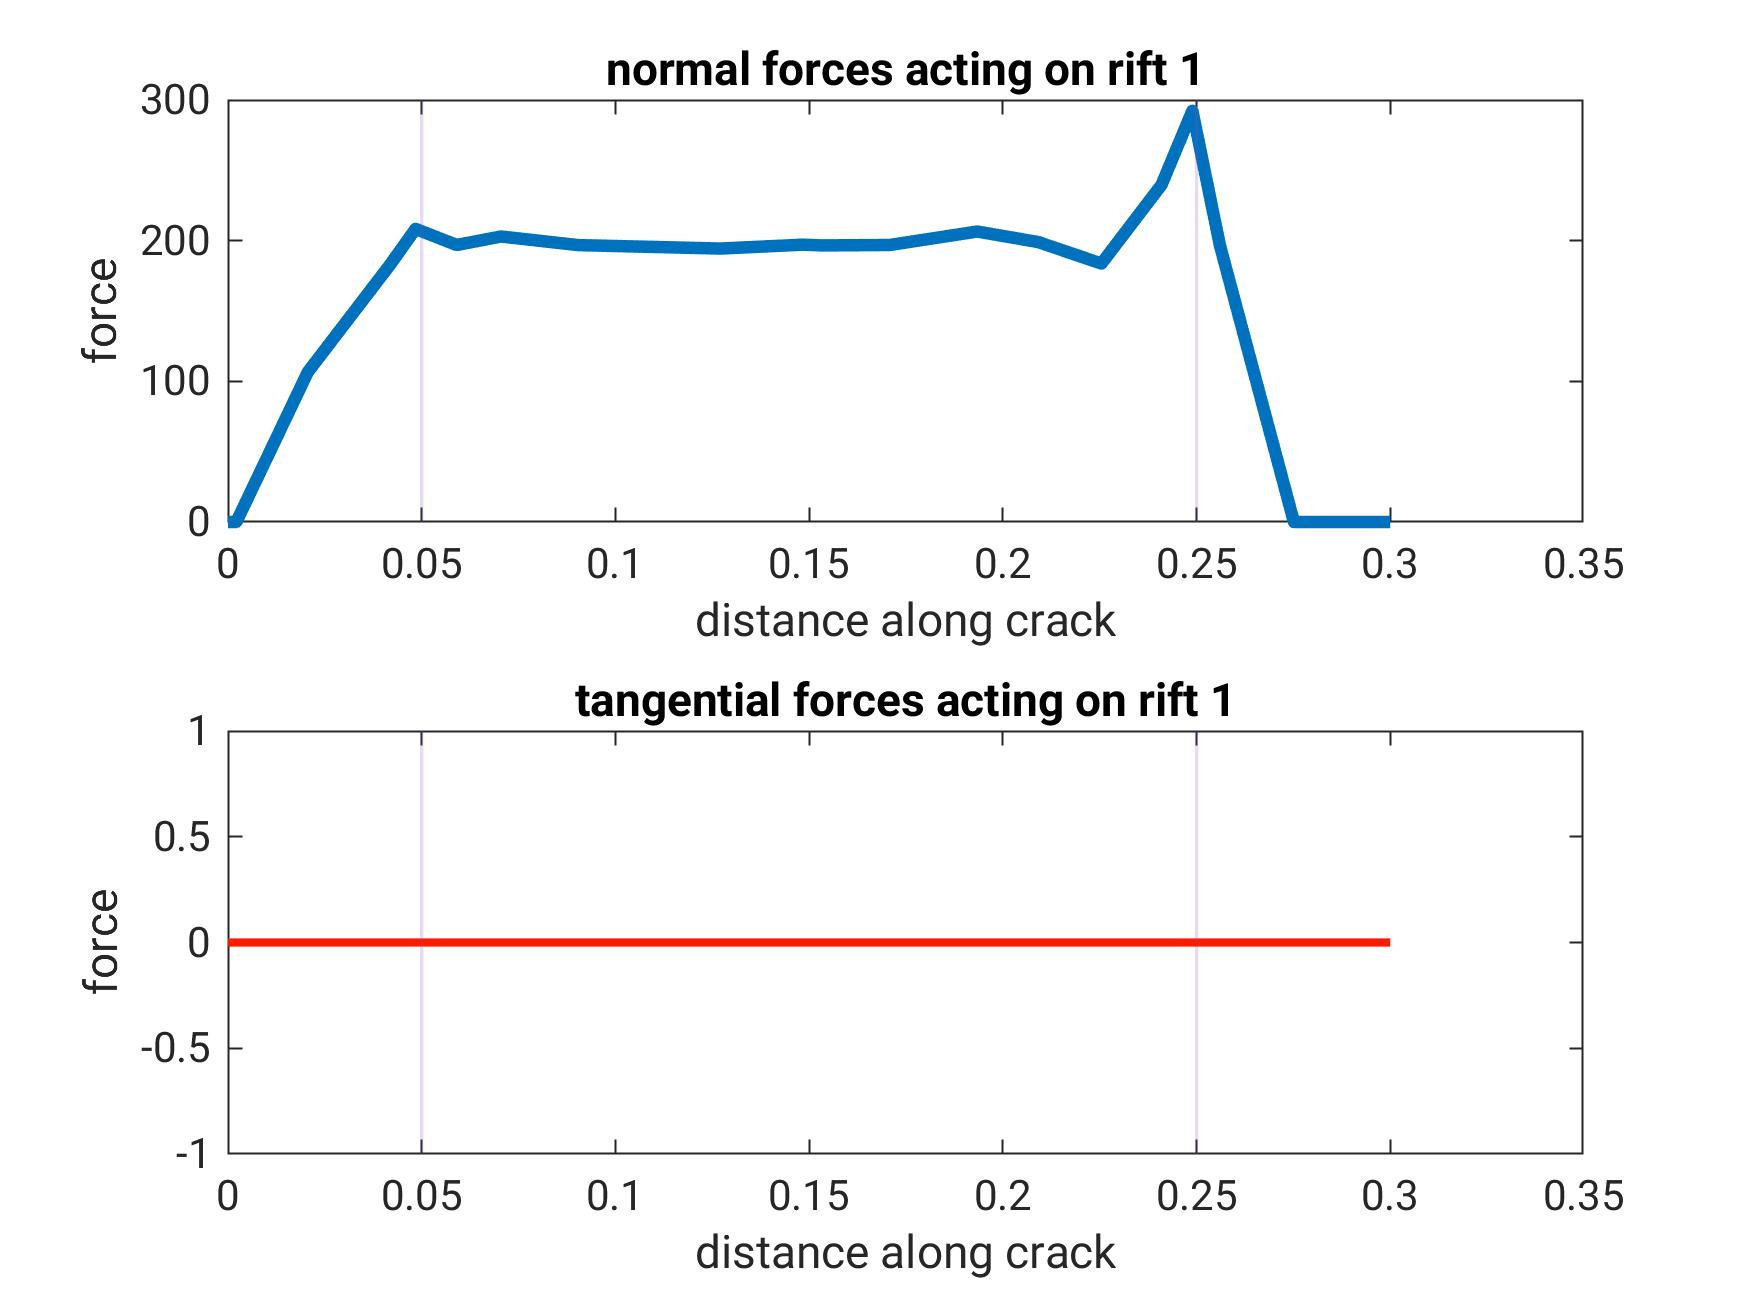 normal forces acting on rift 1
300
200
100
0
force
0 0.05 0.1 0.15 0.2 0.25 0.3 0.35
distance along crack
tangential forces acting on rift 1
1
0.5
0
-0.5
-1
force
0 0.05 0.1 0.15 0.2 0.25 0.3 0.35
distance along crack